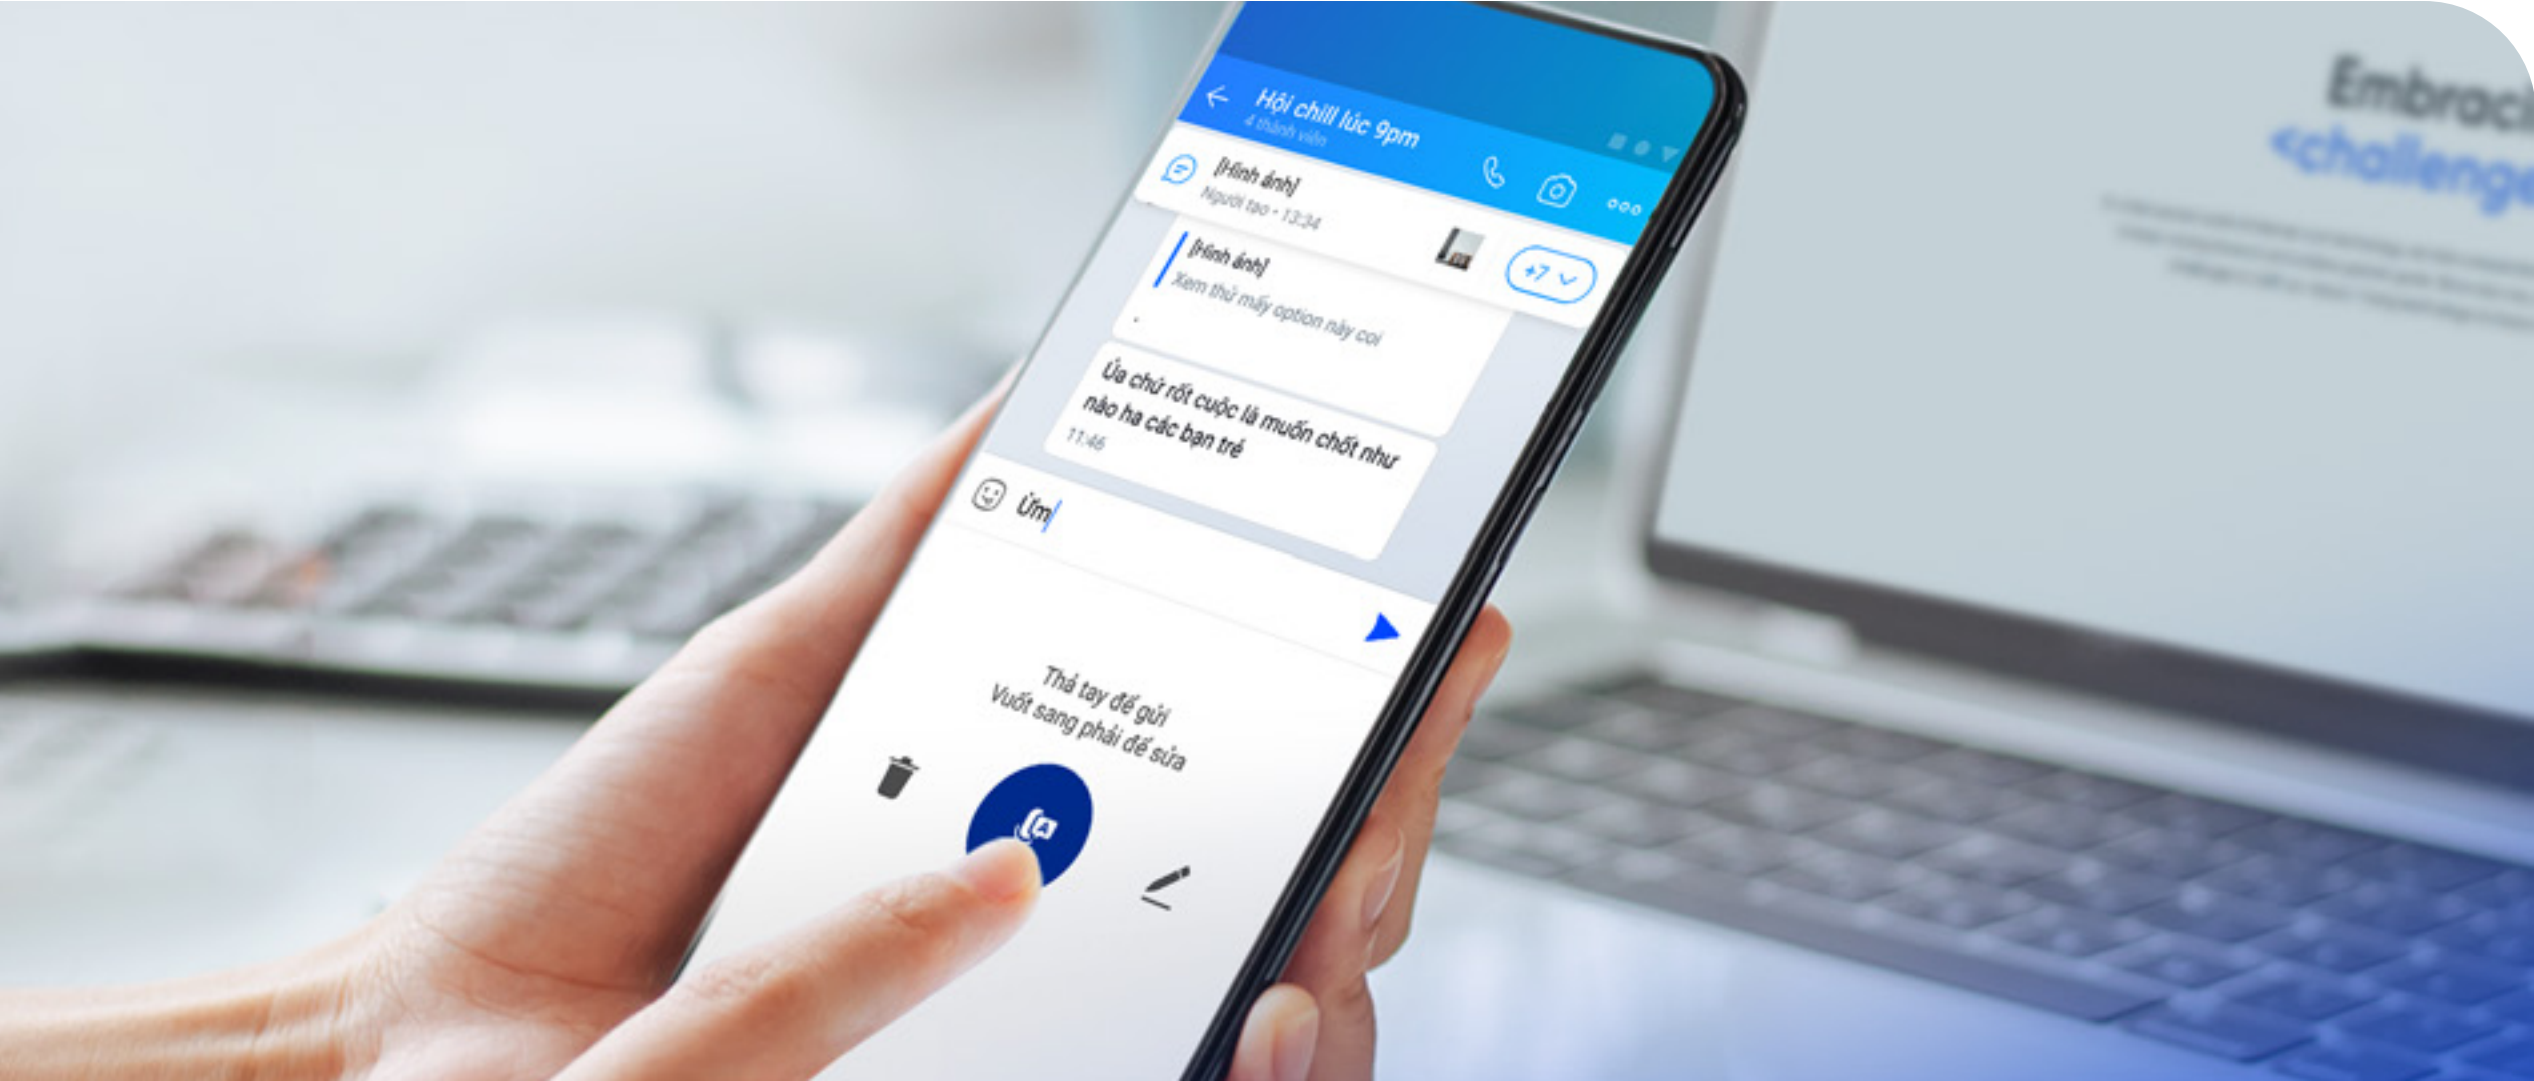 Hội chill lúc 9pm
4 thành viên
[Hình ảnh]
Người tạo • 13:34
+7
[Hình ảnh]
Xem thử mấy option này coi
.
Ủa chứ rốt cuộc là muốn chốt như
nào ha các bạn trẻ
11:46
Ừm
Thả tay để gửi
Vuốt sang phải để sửa
A
Embraci
<challenge